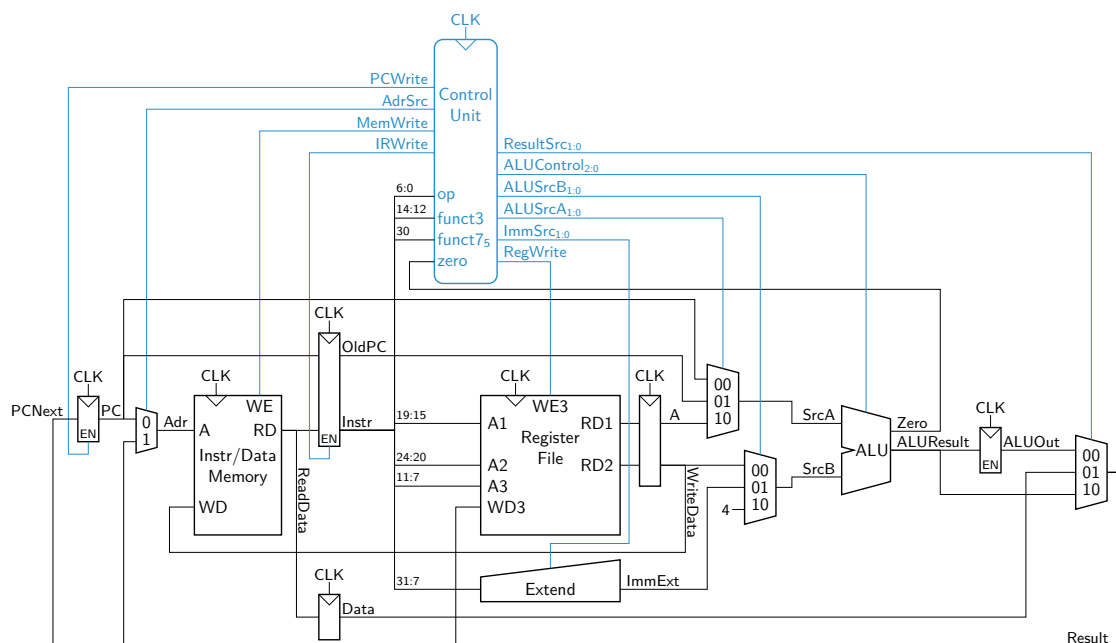 CLK
PCWrite
AdrSrc
MemWrite
IRWrite
Control
Unit
ResultSrc1:0
ALUControl2:0
ALUSrcB1:0
ALUSrcA1:0
ImmSrc1:0
RegWrite
6:0
op
14:12
funct3
30
funct75
zero
CLK
OldPC
CLK
PCNext
PC
EN
0
1
Adr
CLK
WE
A
RD
Instr/Data
Memory
WD
ReadData
EN
Instr
19:15
24:20
11:7
31:7
CLK
WE3
A1
RD1
Register
File
A2
RD2
A3
WD3
CLK
A
WriteData
00
01
10
00
01
10
4
SrcA
SrcB
ALU
Zero
ALUResult
CLK
EN
ALUOut
00
01
10
Extend
ImmExt
CLK
Data
Result